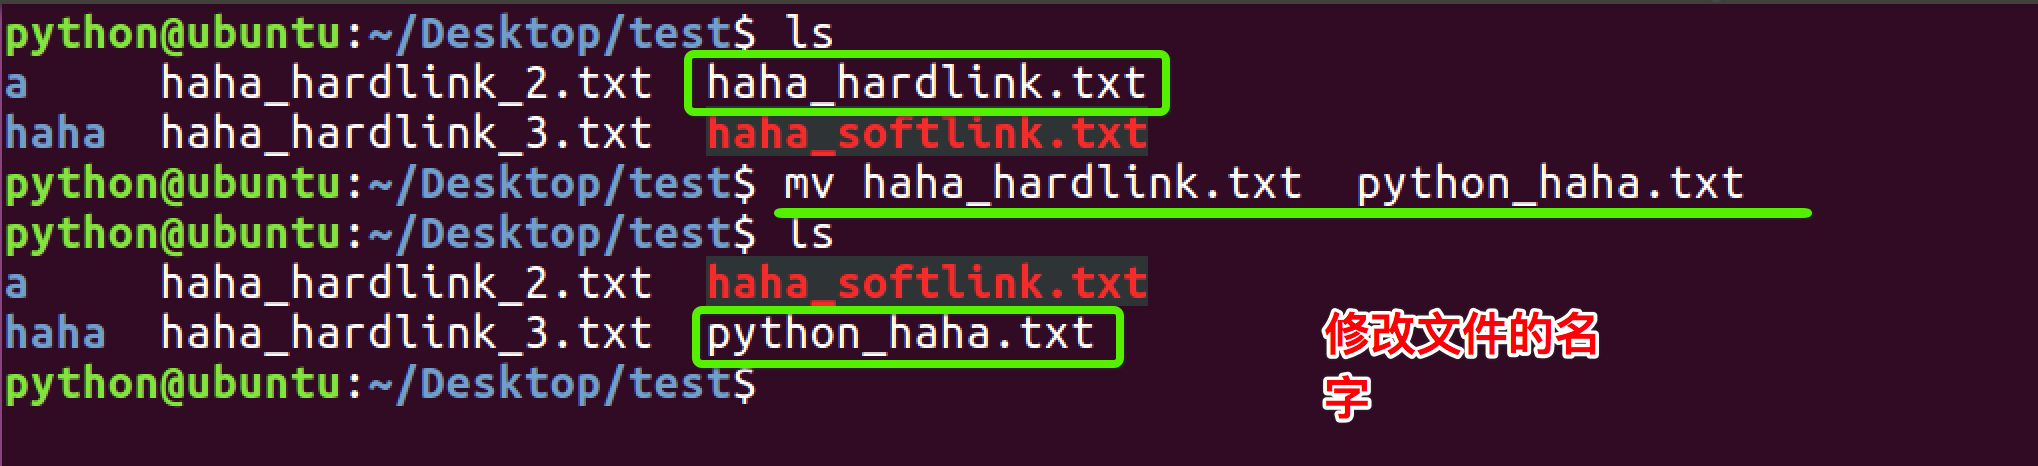 python@ubuntu:~/Desktop/test$ ls
a     haha_hardlink_2.txt  haha_hardlink.txt
haha  haha_hardlink_3.txt  haha_softlink.txt
python@ubuntu:~/Desktop/test$ mv haha_hardlink.txt  python_haha.txt
python@ubuntu:~/Desktop/test$ ls
a     haha_hardlink_2.txt  haha_softlink.txt
haha  haha_hardlink_3.txt  python_haha.txt
python@ubuntu:~/Desktop/test$
修改文件的名
字